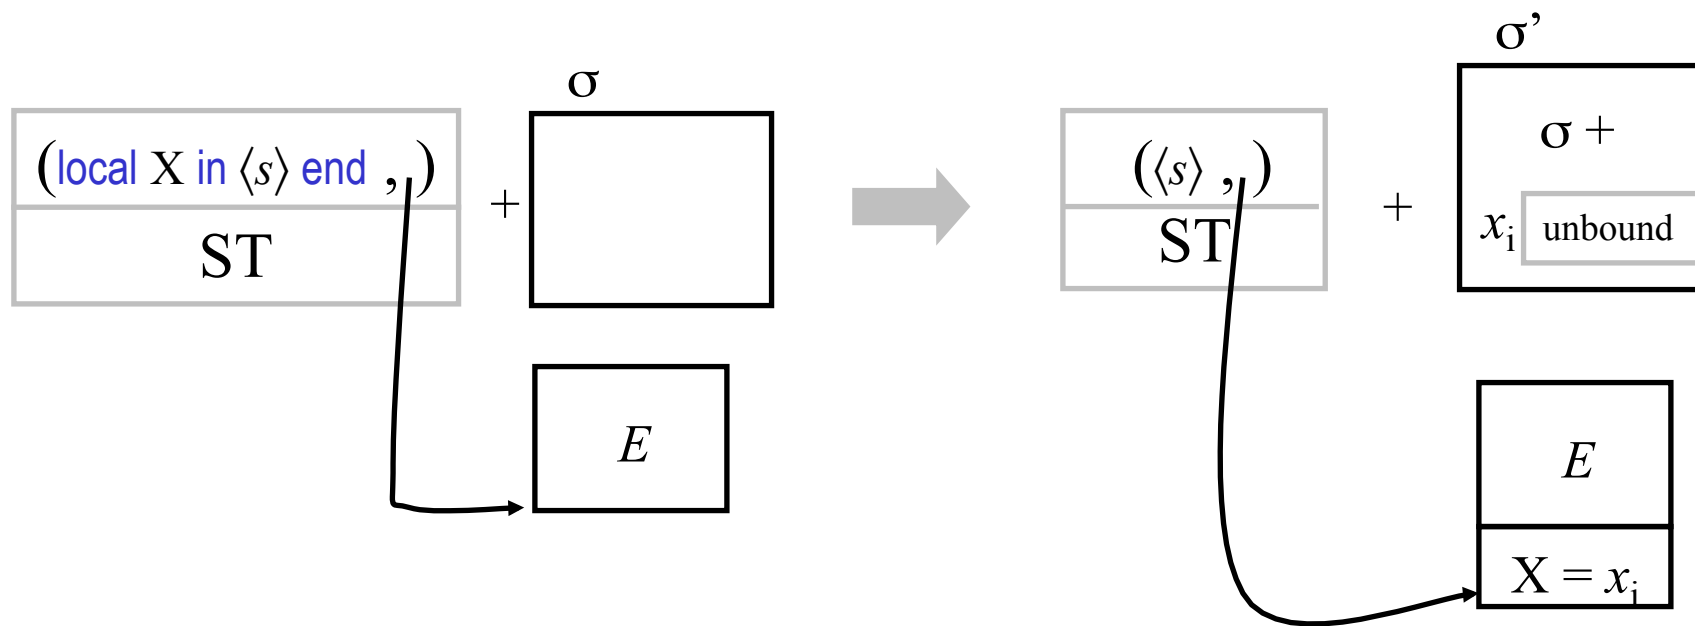 σ
(local X in ⟨s⟩ end , )
ST
+
E
(⟨s⟩ , )
ST
+
σ’
σ +
xi unbound
E
X = xi